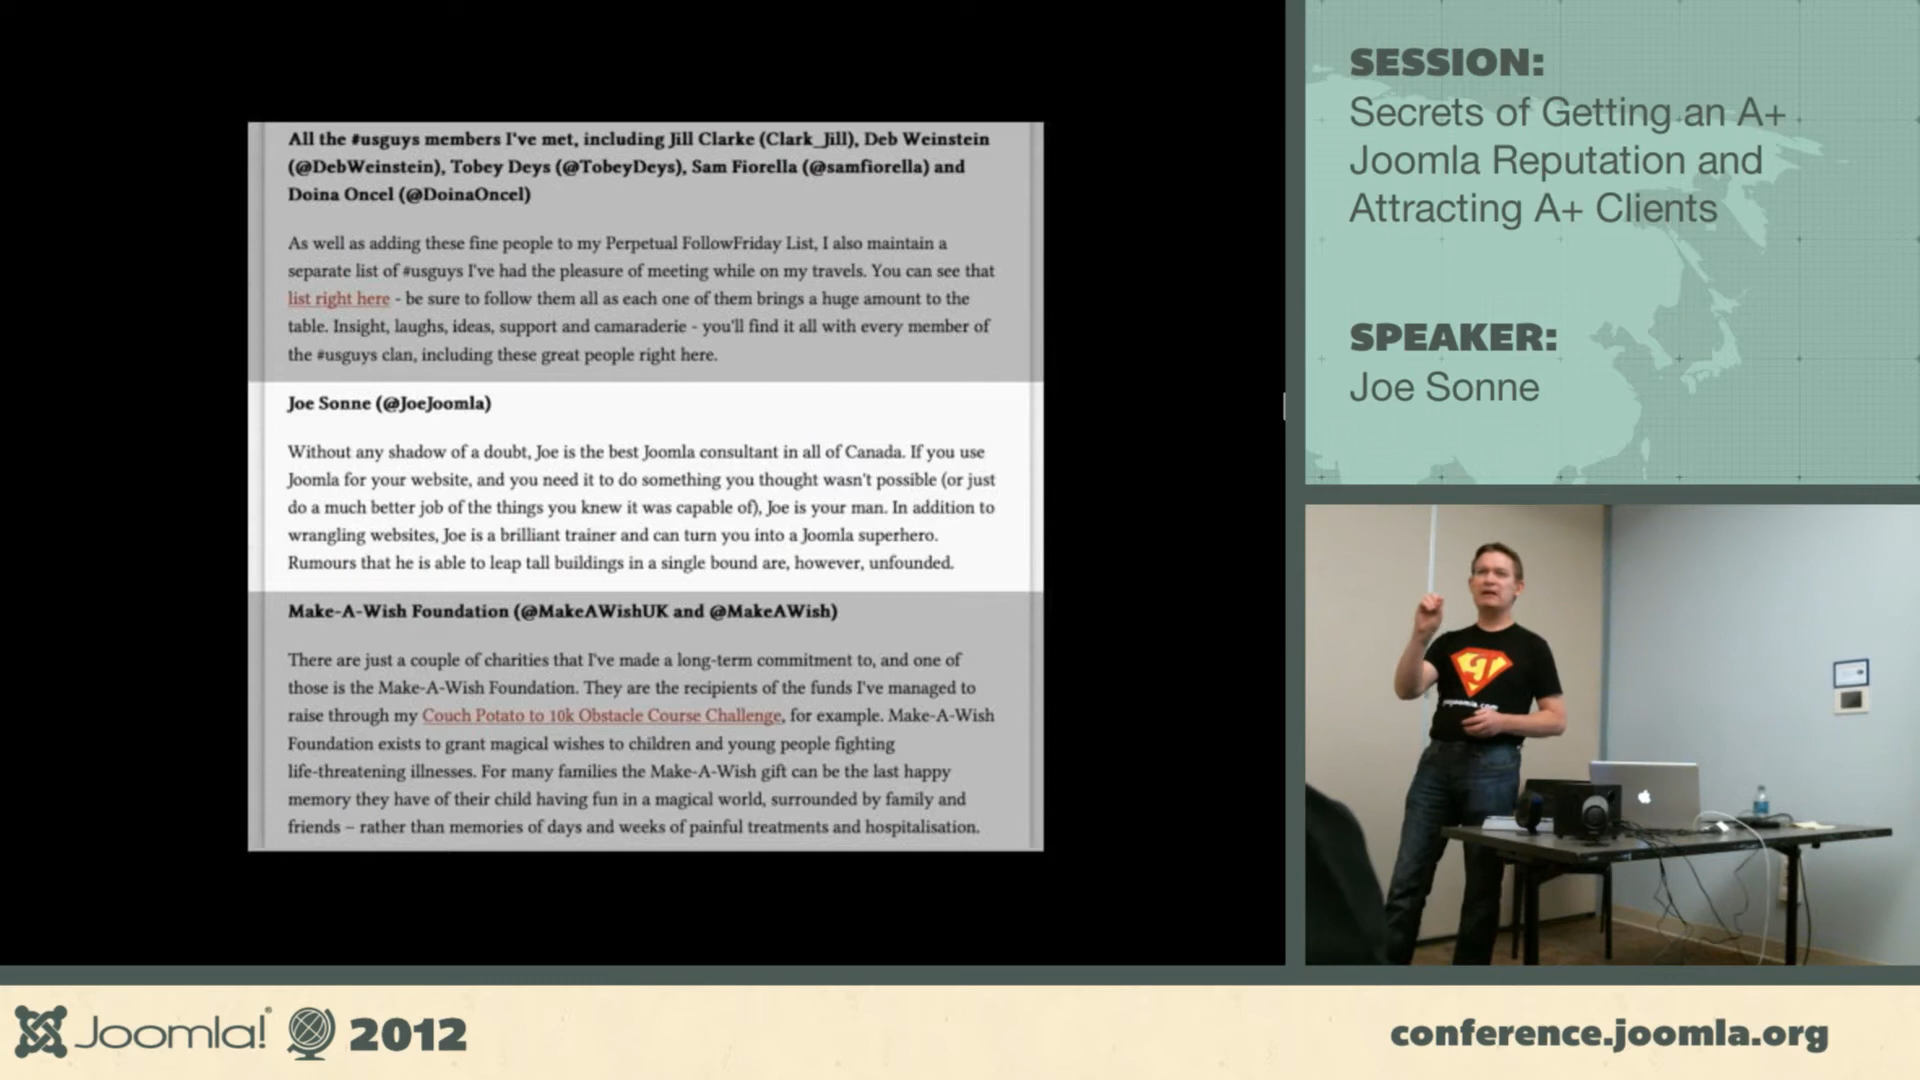 All the #usguys members I've met, including Jill Clarke (Clark_Jill), Deb Weinstein
(@DebWeinstein), Tobey Deys (@TobeyDeys), Sam Fiorella (@samfiorella) and
Doina Oncel (@DoinaOncel)
As well as adding these fine people to my Perpetual FollowFriday List, I also maintain a
separate list of #usguys I've had the pleasure of meeting while on my travels. You can see that
list right here - be sure to follow them all as each one of them brings a huge amount to the
table. Insight, laughs, ideas, support and camaraderie - you'll find it all with every member of
the #usguys clan, including these great people right here.
Joe Sonne (@JoeJoomla)
Without any shadow of a doubt, Joe is the best Joomla consultant in all of Canada. If you use
Joomla for your website, and you need it to do something you thought wasn't possible (or just
do a much better job of the things you knew it was capable of), Joe is your man. In addition to
wrangling websites, Joe is a brilliant trainer and can turn you into a Joomla superhero.
Rumours that he is able to leap tall buildings in a single bound are, however, unfounded.
Make-A-Wish Foundation (@MakeAWishUK and @MakeAWish)
There are just a couple of charities that I've made a long-term commitment to, and one of
those is the Make-A-Wish Foundation. They are the recipients of the funds I've managed to
raise through my Couch Potato to 10k Obstacle Course Challenge, for example. Make-A-Wish
Foundation exists to grant magical wishes to children and young people fighting
life-threatening illnesses. For many families the Make-A-Wish gift can be the last happy
memory they have of their child having fun in a magical world, surrounded by family and
friends – rather than memories of days and weeks of painful treatments and hospitalisation.
SESSION:
Secrets of Getting an A+
Joomla Reputation and
Attracting A+ Clients
SPEAKER:
Joe Sonne
Joomla!® 2012
conference.joomla.org